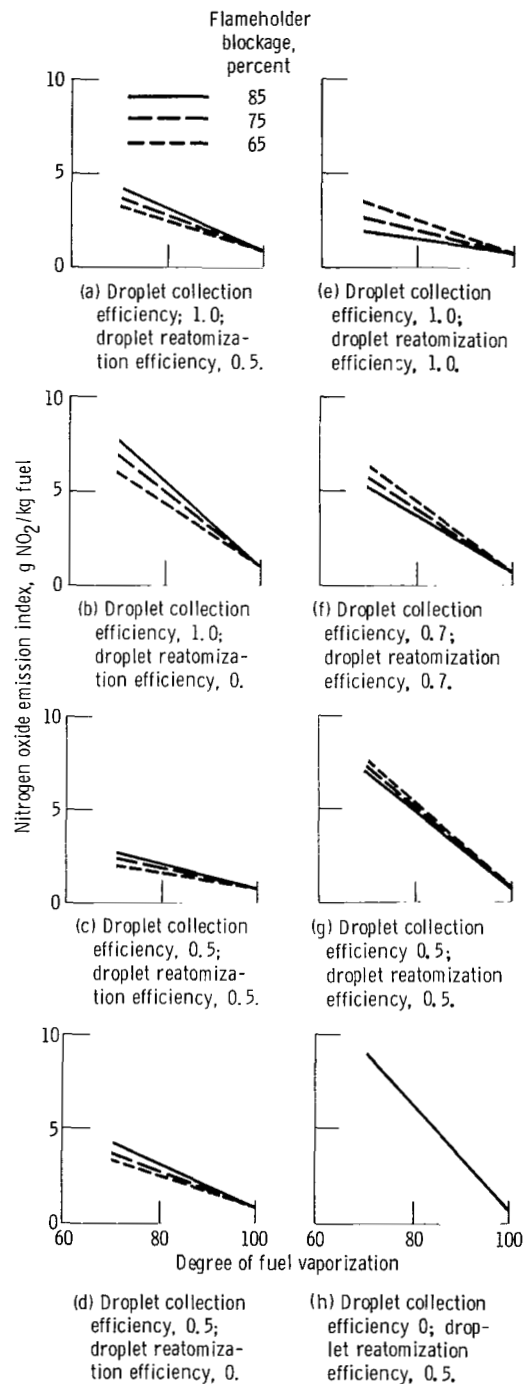 Flameholder
blockage,
percent
85
75
65
10
5
0
(a) Droplet collection
efficiency; 1.0;
droplet reatomiza-
tion efficiency, 0.5.
(e) Droplet collection
efficiency, 1.0;
droplet reatomization
efficiency, 1.0.
Nitrogen oxide emission index, g NO2/kg fuel
10
5
0
(b) Droplet collection
efficiency, 1.0;
droplet reatomiza-
tion efficiency, 0.
(f) Droplet collection
efficiency, 0.7;
droplet reatomization
efficiency, 0.7.
10
5
0
(c) Droplet collection
efficiency, 0.5;
droplet reatomiza-
tion efficiency, 0.5.
(g) Droplet collection
efficiency 0.5;
droplet reatomization
efficiency, 0.5.
10
5
0
60 80 100 60 80 100
Degree of fuel vaporization
(d) Droplet collection
efficiency, 0.5;
droplet reatomiza-
tion efficiency, 0.
(h) Droplet collection
efficiency 0; drop-
let reatomization
efficiency, 0.5.